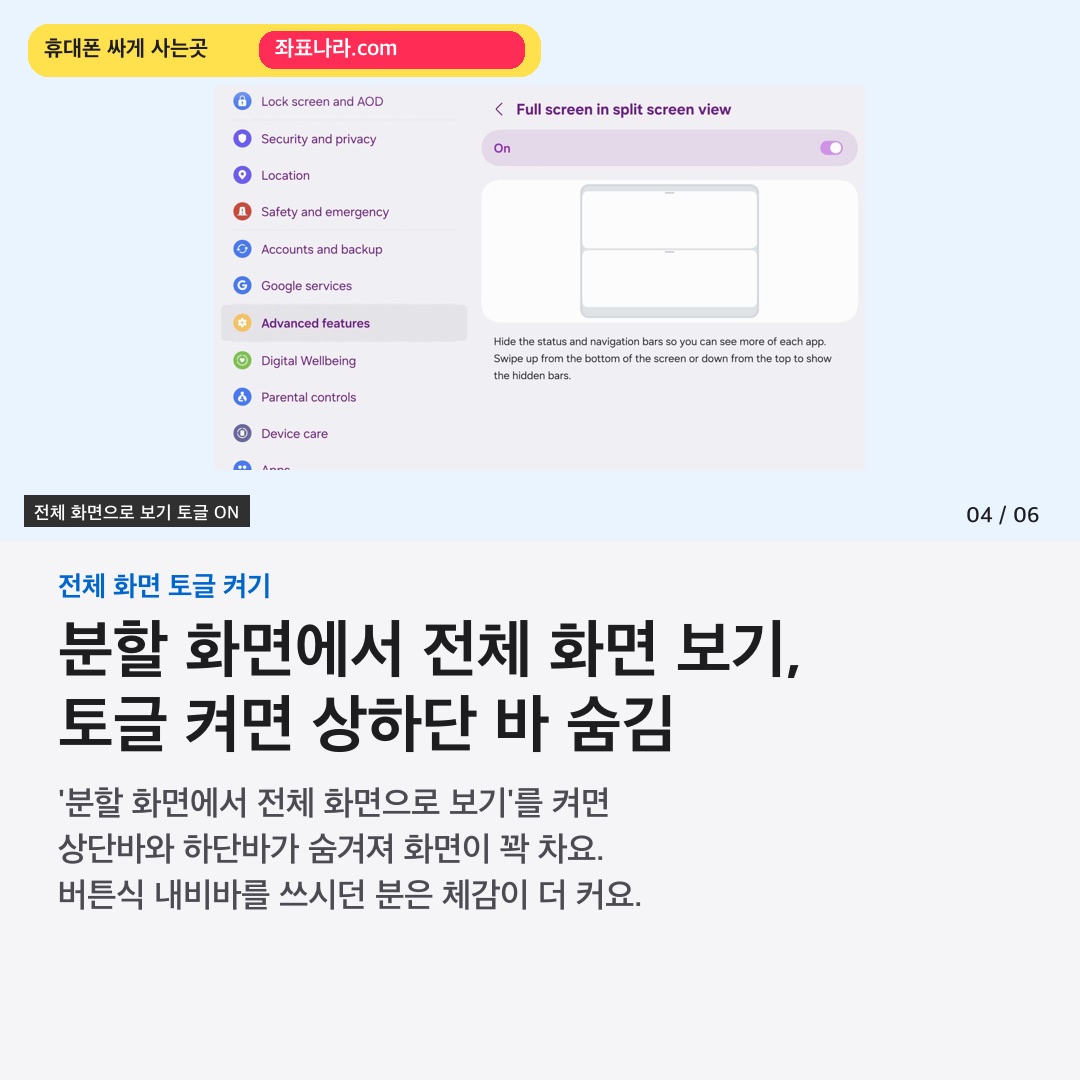 휴대폰 싸게 사는곳
좌표나라.com
Lock screen and AOD
Security and privacy
Location
Safety and emergency
Accounts and backup
Google services
Advanced features
Digital Wellbeing
Parental controls
Device care
Apps
Full screen in split screen view
On
Hide the status and navigation bars so you can see more of each app.
Swipe up from the bottom of the screen or down from the top to show
the hidden bars.
전체 화면으로 보기 토글 ON
04 / 06
전체 화면 토글 켜기
분할 화면에서 전체 화면 보기,
토글 켜면 상하단 바 숨김
'분할 화면에서 전체 화면으로 보기'를 켜면
상단바와 하단바가 숨겨져 화면이 꽉 차요.
버튼식 내비바를 쓰시던 분은 체감이 더 커요.